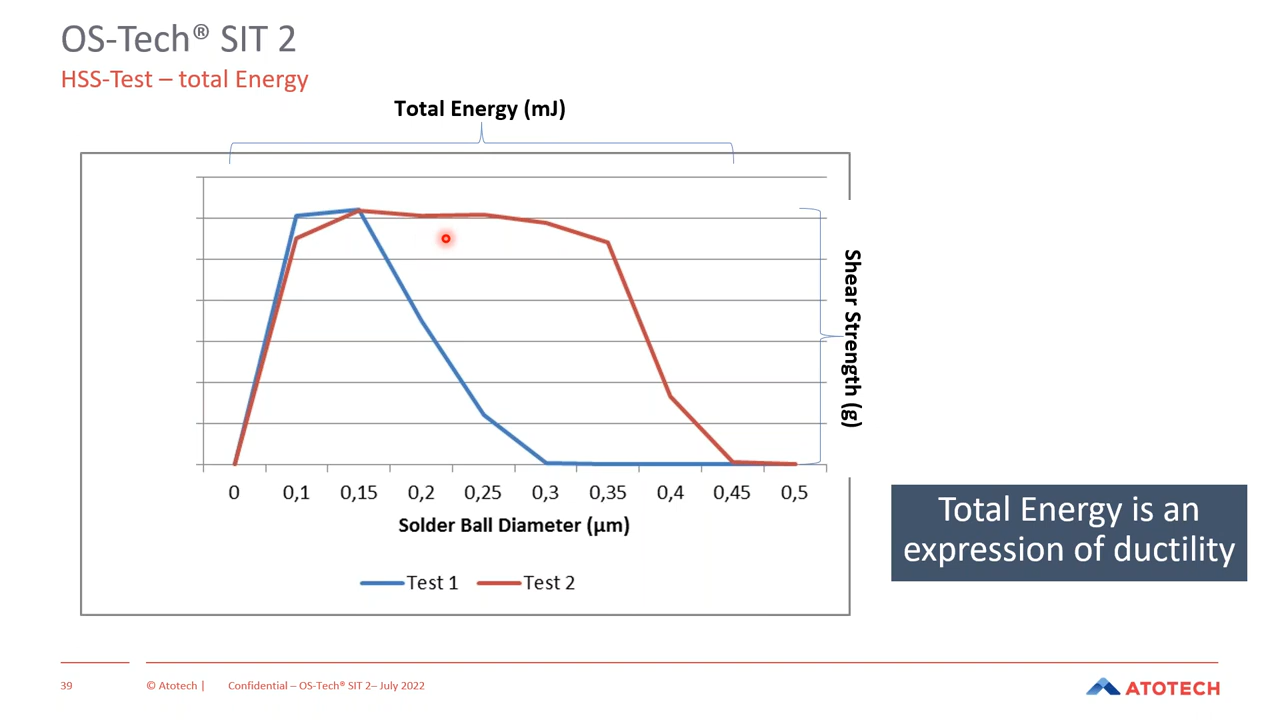 OS-Tech® SIT 2
HSS-Test – total Energy
Total Energy (mJ)
Shear Strength (g)
0 0,1 0,15 0,2 0,25 0,3 0,35 0,4 0,45 0,5
Solder Ball Diameter (µm)
Test 1 Test 2
Total Energy is an
expression of ductility
39 © Atotech | Confidential – OS-Tech® SIT 2– July 2022
ATOTECH